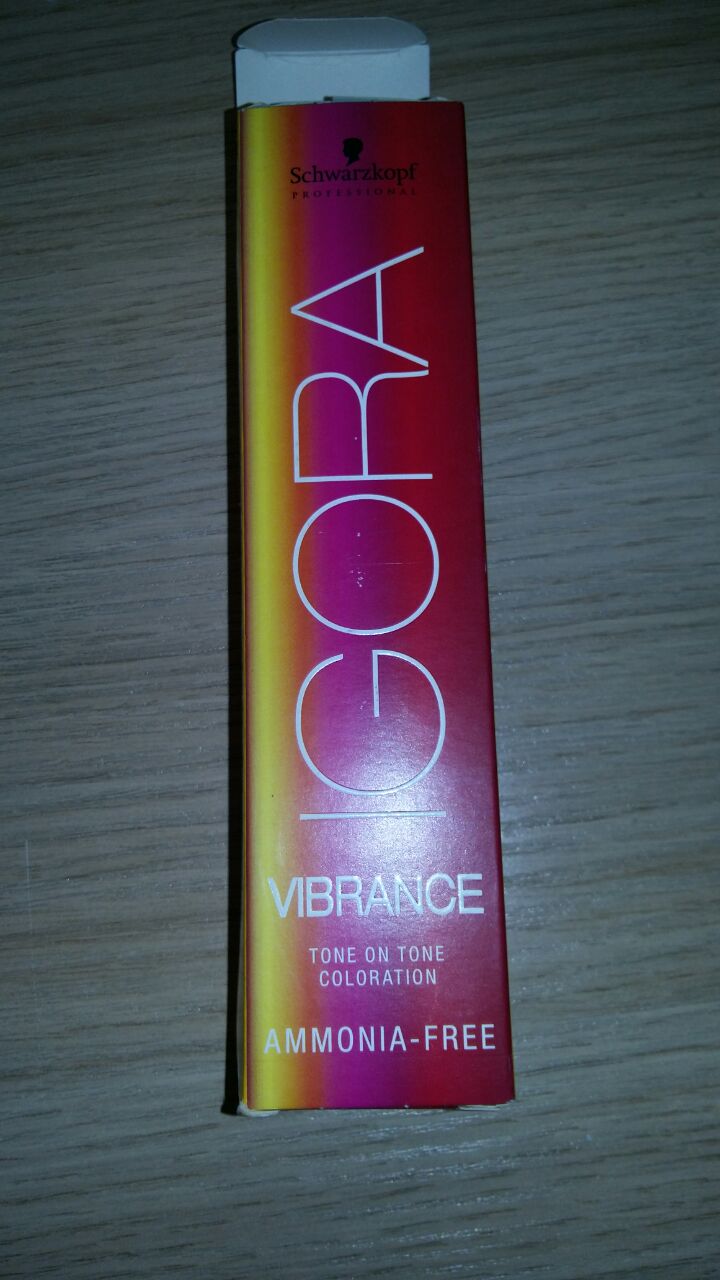 Schwarzkopf
PROFESSIONAL
IGORA
VIBRANCE
TONE ON TONE
COLORATION
AMMONIA-FREE